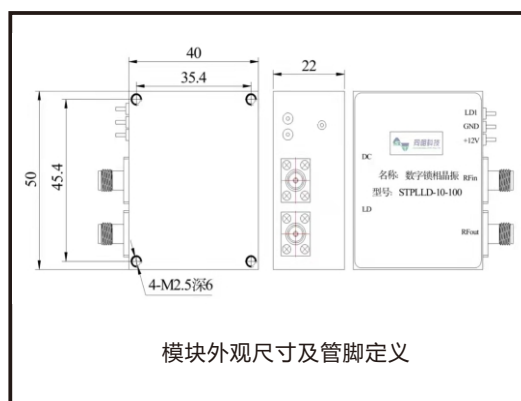 40
35.4
22
50
45.4
4-M2.5深6
LD1
GND
+12V
DC
名称: 数字锁相晶振 RFin
型号: STPLLD-10-100
LD
RFout
模块外观尺寸及管脚定义